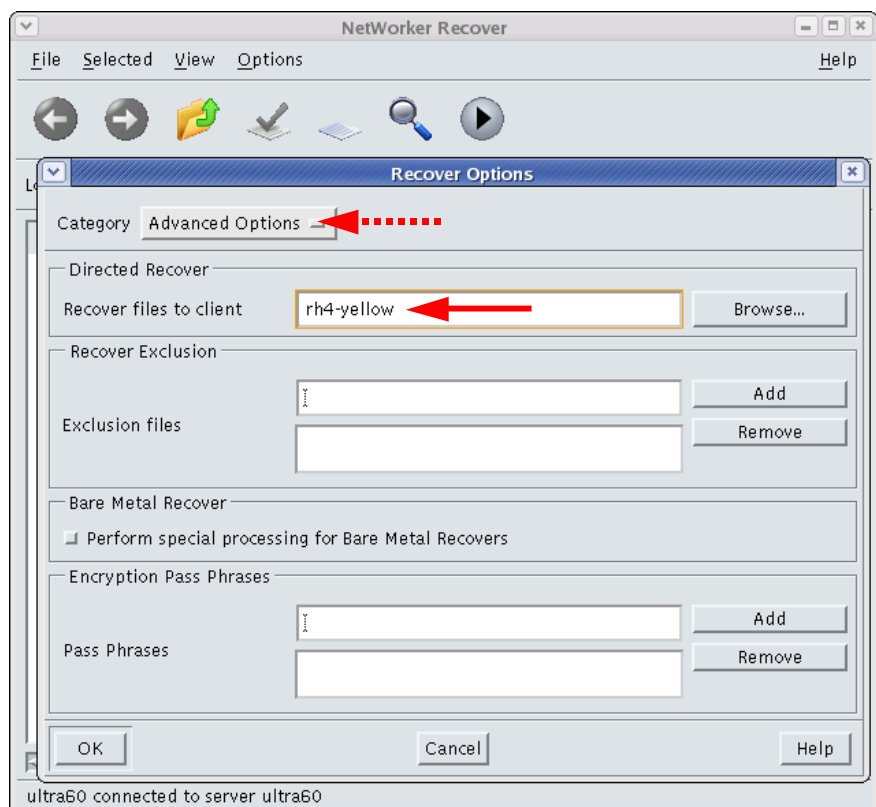 NetWorker Recover
File Selected View Options Help
Recover Options
Category Advanced Options
Directed Recover
Recover files to client rh4-yellow Browse...
Recover Exclusion
Add
Exclusion files
Remove
Bare Metal Recover
Perform special processing for Bare Metal Recovers
Encryption Pass Phrases
Add
Pass Phrases
Remove
OK Cancel Help
ultra60 connected to server ultra60